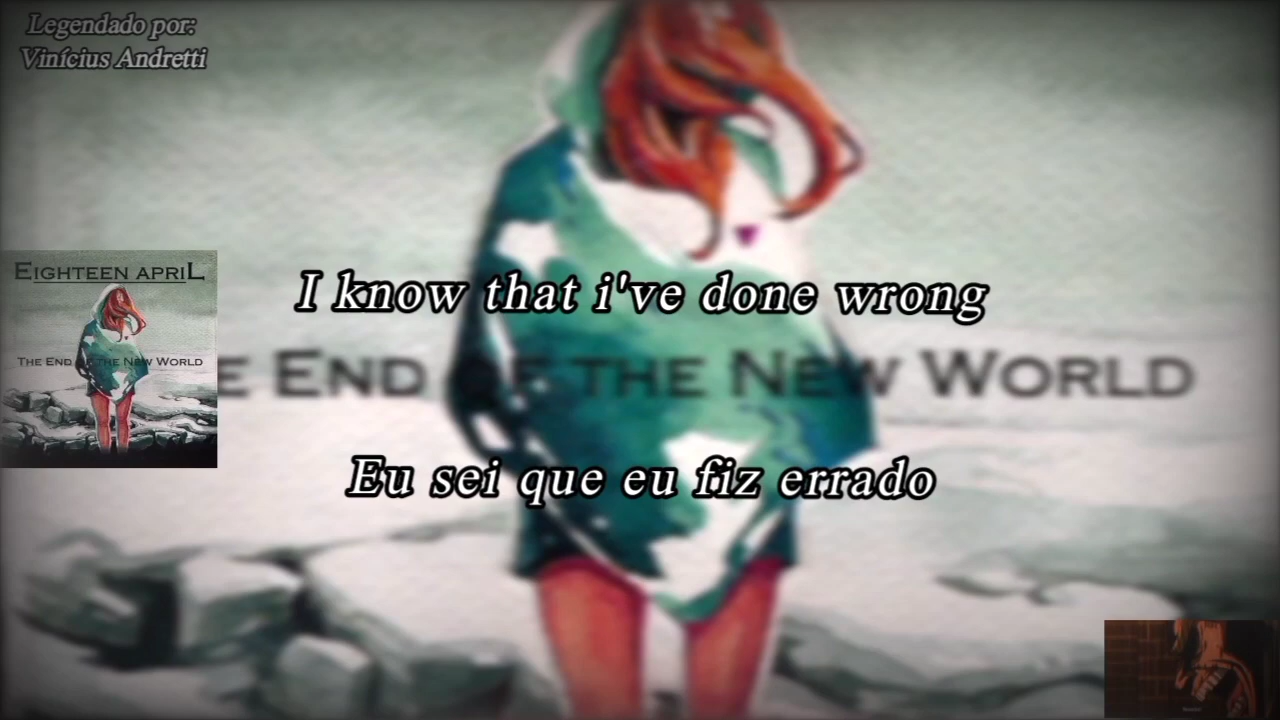 Legendado por:
Vinícius Andretti
EIGHTEEN APRIL
THE END OF THE NEW WORLD
I know that i've done wrong
E END OF THE NEW WORLD
Eu sei que eu fiz errado